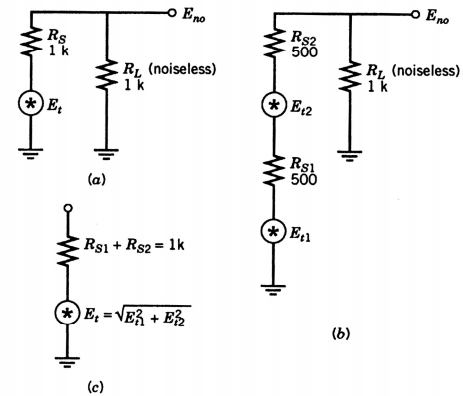 E_no
R_S
1 k
R_L (noiseless)
1 k
* E_t
(a)
E_no
R_S2
500
R_L (noiseless)
1 k
* E_t2
R_S1
500
* E_t1
(b)
R_S1 + R_S2 = 1k
* E_t = √(E_t1² + E_t2²)
(c)